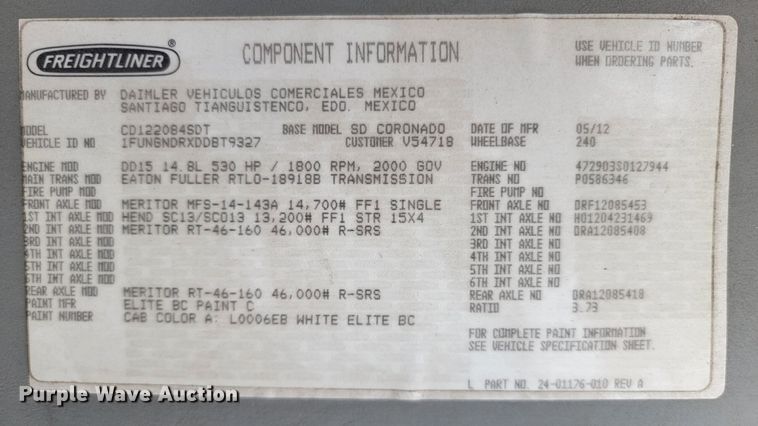 FREIGHTLINER®
COMPONENT INFORMATION
USE VEHICLE ID NUMBER
WHEN ORDERING PARTS.
MANUFACTURED BY DAIMLER VEHICULOS COMERCIALES MEXICO
SANTIAGO TIANGUISTENCO, EDO. MEXICO
MODEL CD122084SDT BASE MODEL SD CORONADO DATE OF MFR 05/12
VEHICLE ID NO 1FUNGNDRXDDBT9327 CUSTOMER V54718 WHEELBASE 240
ENGINE MOD DD15 14.8L 530 HP / 1800 RPM, 2000 GOV ENGINE NO 472903S0127944
MAIN TRANS MOD EATON FULLER RTLO-18918B TRANSMISSION TRANS NO P0586346
FIRE PUMP MOD FIRE PUMP NO
FRONT AXLE MOD MERITOR MFS-14-143A 14,700# FF1 SINGLE FRONT AXLE NO DRF12085453
1ST INT AXLE MOD HEND SC13/SCO13 13,200# FF1 STR 15X4 1ST INT AXLE NO H01204231469
2ND INT AXLE MOD MERITOR RT-46-160 46,000# R-SRS 2ND INT AXLE NO DRA12085408
3RD INT AXLE MOD 3RD INT AXLE NO
4TH INT AXLE MOD 4TH INT AXLE NO
5TH INT AXLE MOD 5TH INT AXLE NO
6TH INT AXLE MOD 6TH INT AXLE NO
REAR AXLE MOD MERITOR RT-46-160 46,000# R-SRS REAR AXLE NO DRA12085418
PAINT MFR ELITE BC PAINT C RATIO 3.73
PAINT NUMBER CAB COLOR A: L0006EB WHITE ELITE BC
FOR COMPLETE PAINT INFORMATION
SEE VEHICLE SPECIFICATION SHEET.
L PART NO. 24-01176-010 REV A
Purple Wave Auction